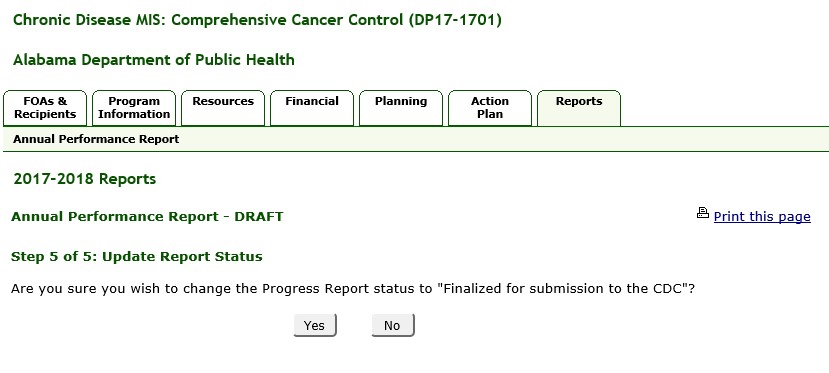 Chronic Disease MIS: Comprehensive Cancer Control (DP17-1701)
Alabama Department of Public Health
FOAs & Recipients
Program Information
Resources
Financial
Planning
Action Plan
Reports
Annual Performance Report
2017-2018 Reports
Annual Performance Report - DRAFT
Print this page
Step 5 of 5: Update Report Status
Are you sure you wish to change the Progress Report status to "Finalized for submission to the CDC"?
Yes
No